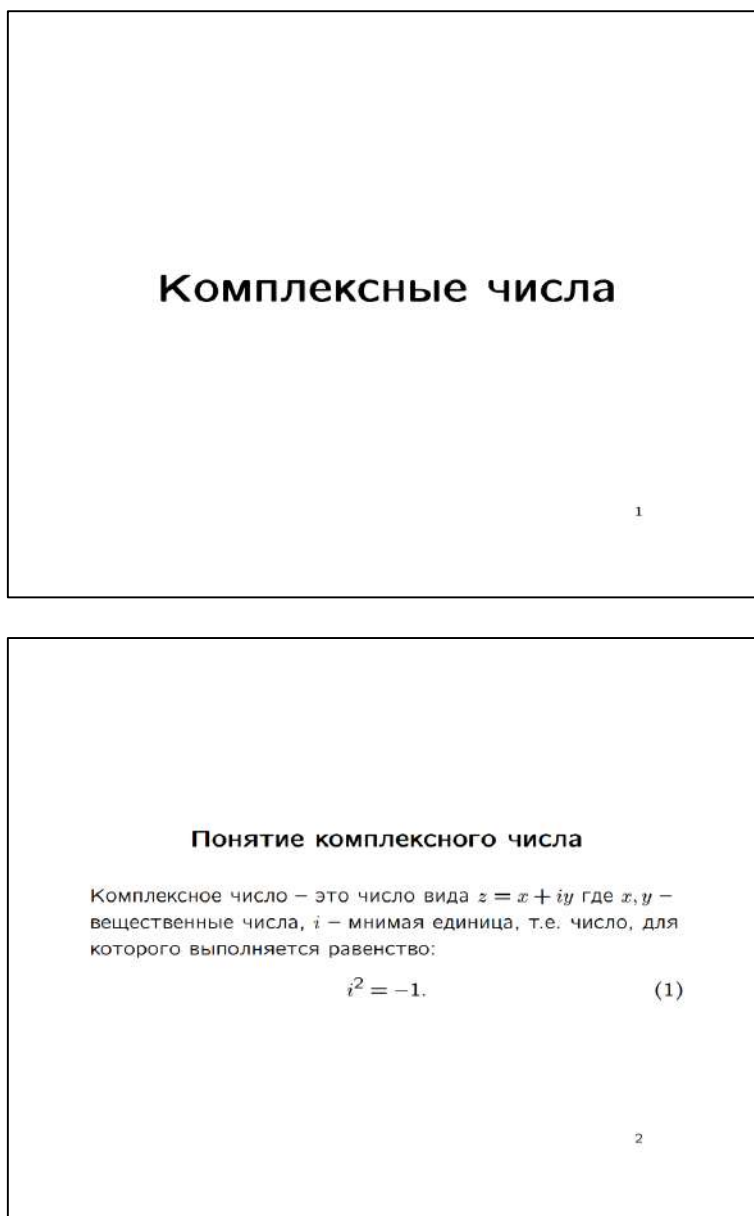 Комплексные числа
1
Понятие комплексного числа
Комплексное число – это число вида z = x + iy где x, y –
вещественные числа, i – мнимая единица, т.е. число, для
которого выполняется равенство:
i² = −1. (1)
2